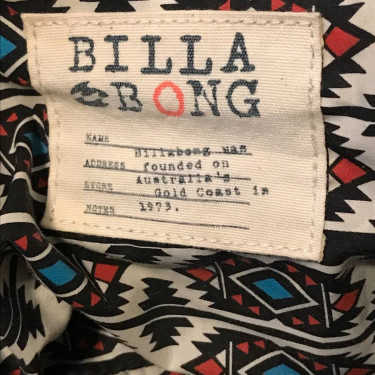 BILLA
BONG
NAME Billabong was
ADDRESS founded on
STORE Australia's
Gold Coast in
NOTES 1973.